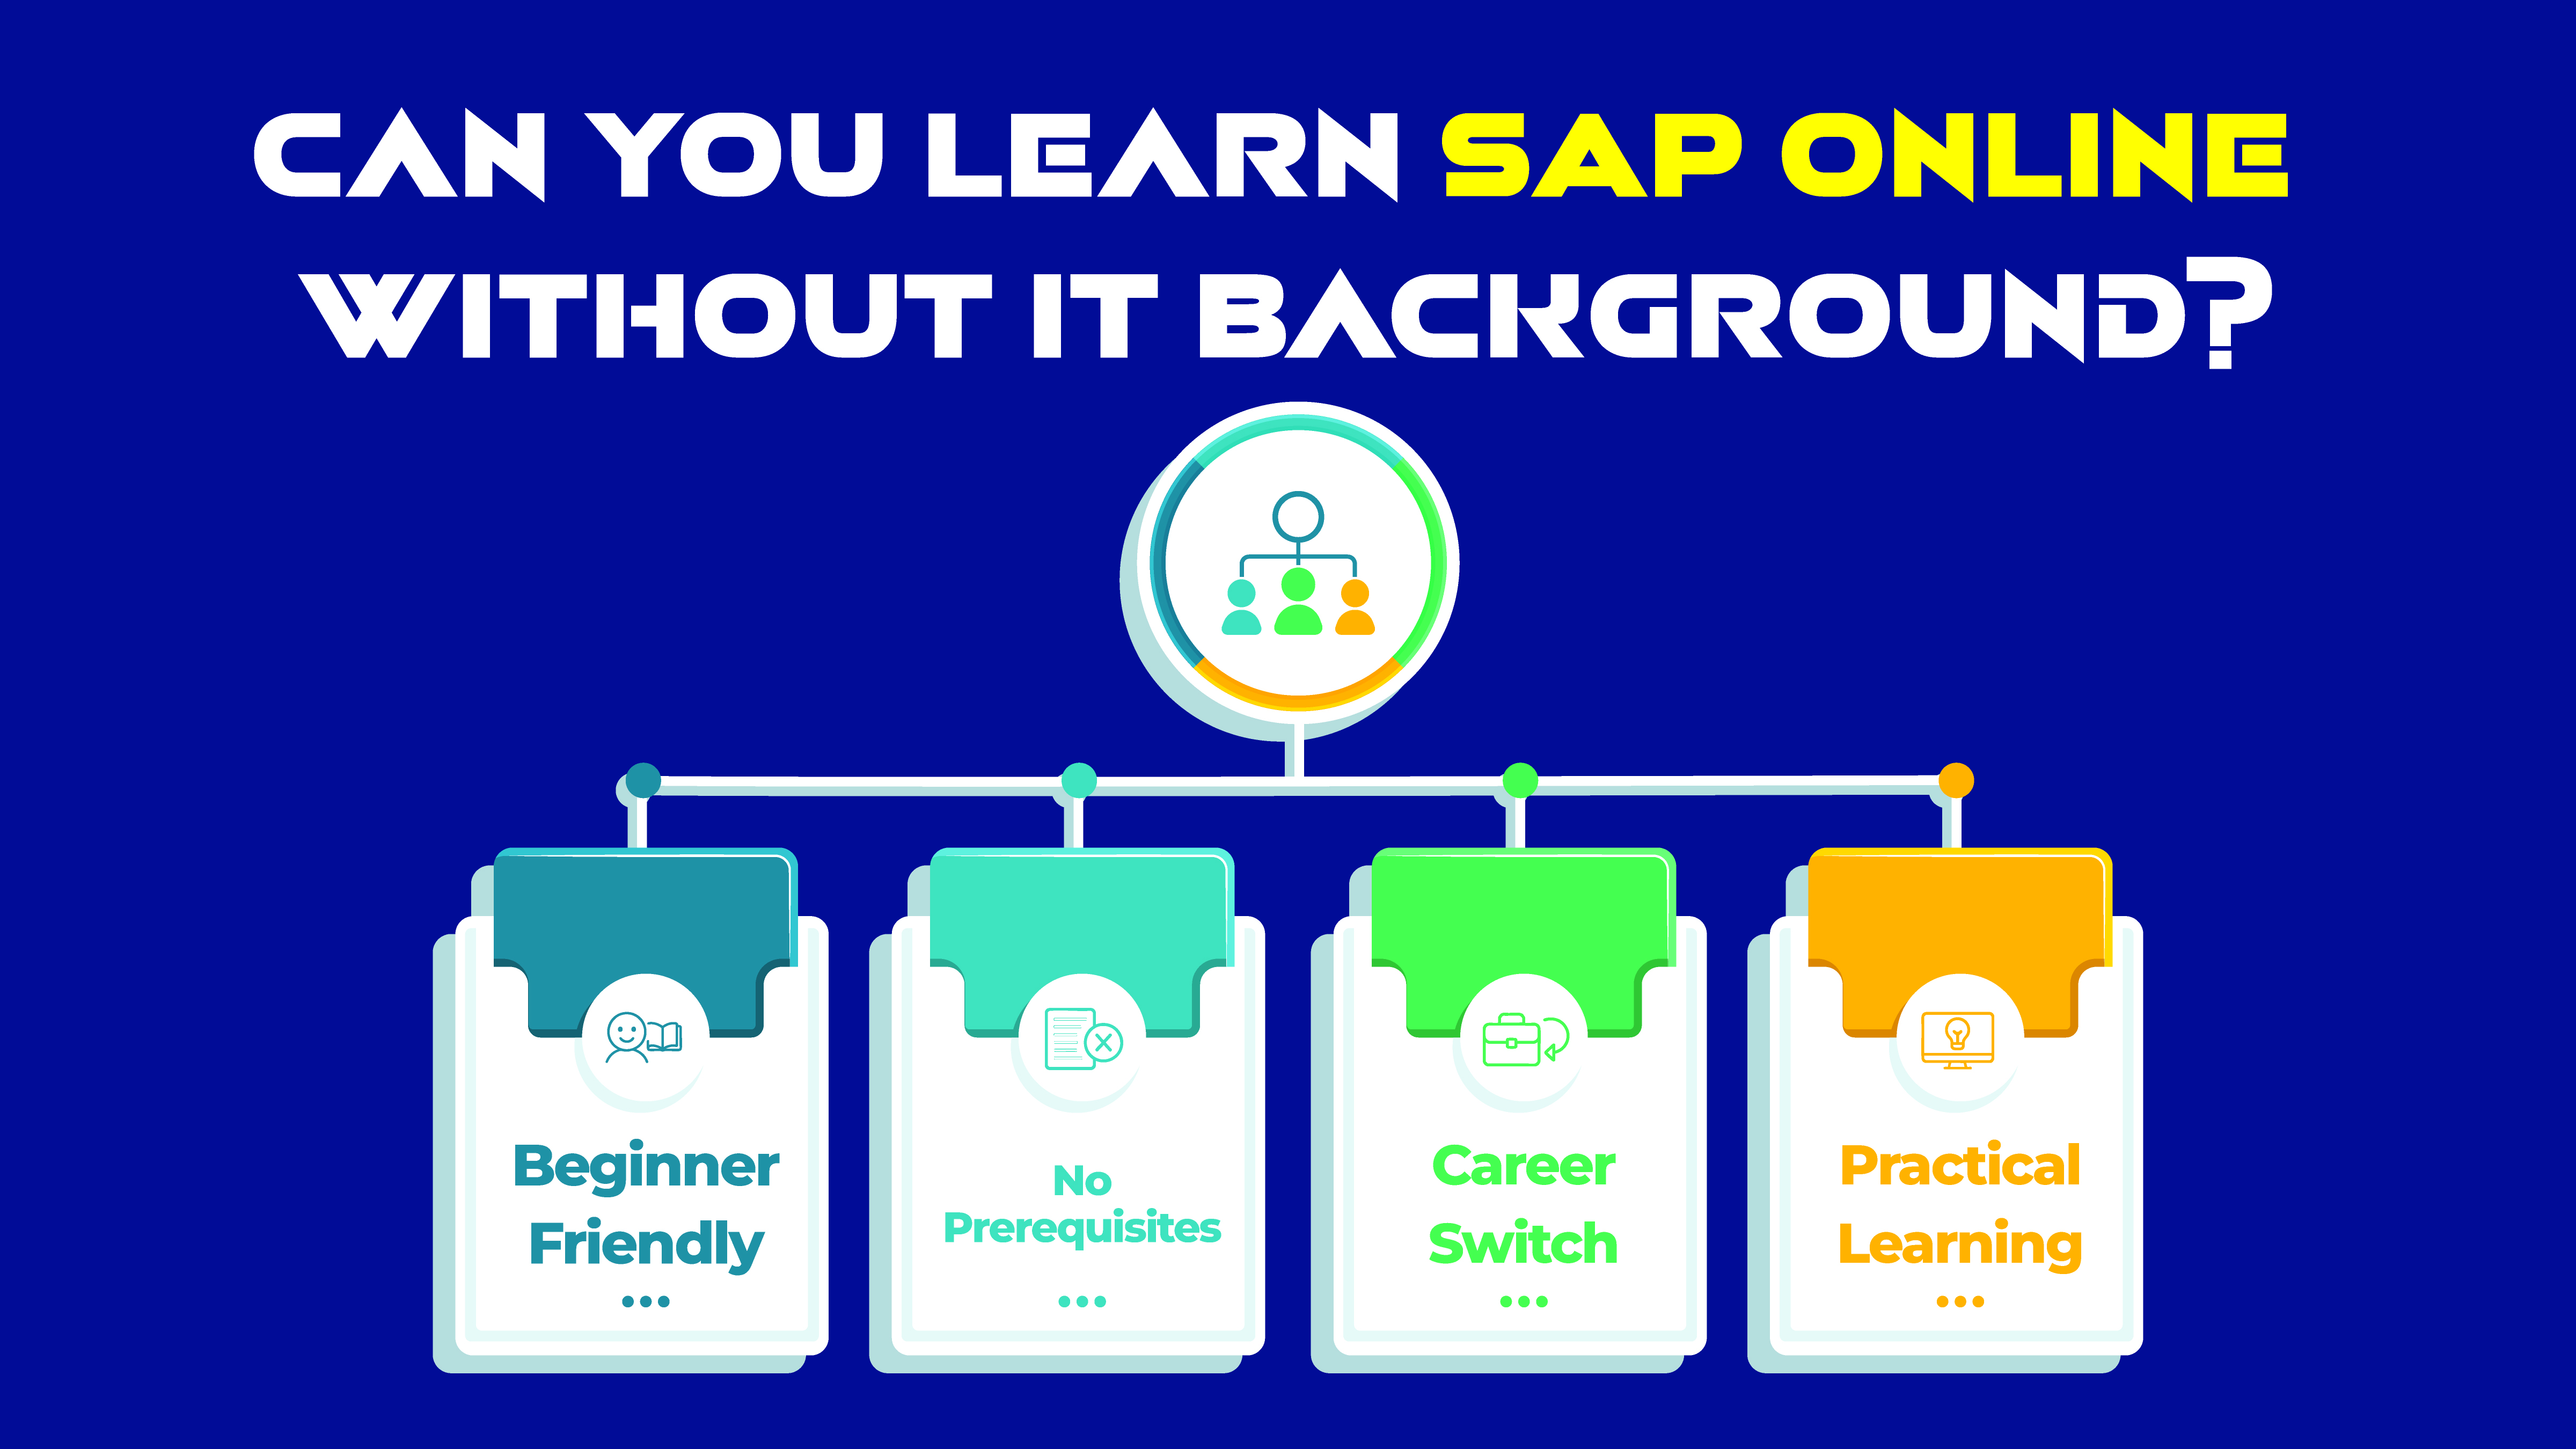 CAN YOU LEARN SAP ONLINE
WITHOUT IT BACKGROUND?
Beginner
Friendly
No
Prerequisites
Career
Switch
Practical
Learning